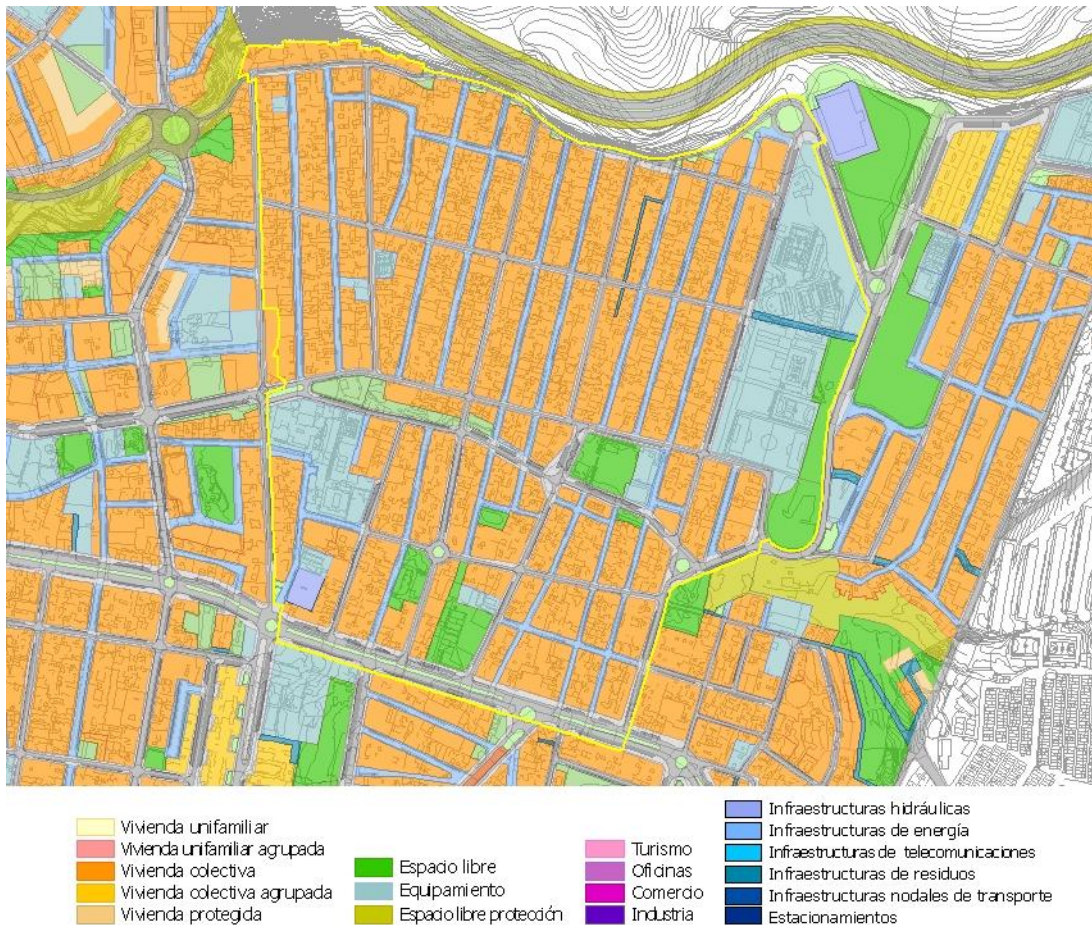 Vivienda unifamiliar
Vivienda unifamiliar agrupada
Vivienda colectiva
Vivienda colectiva agrupada
Vivienda protegida
Espacio libre
Equipamiento
Espacio libre protección
Turismo
Oficinas
Comercio
Industria
Infraestructuras hidráulicas
Infraestructuras de energía
Infraestructuras de telecomunicaciones
Infraestructuras de residuos
Infraestructuras nodales de transporte
Estacionamientos